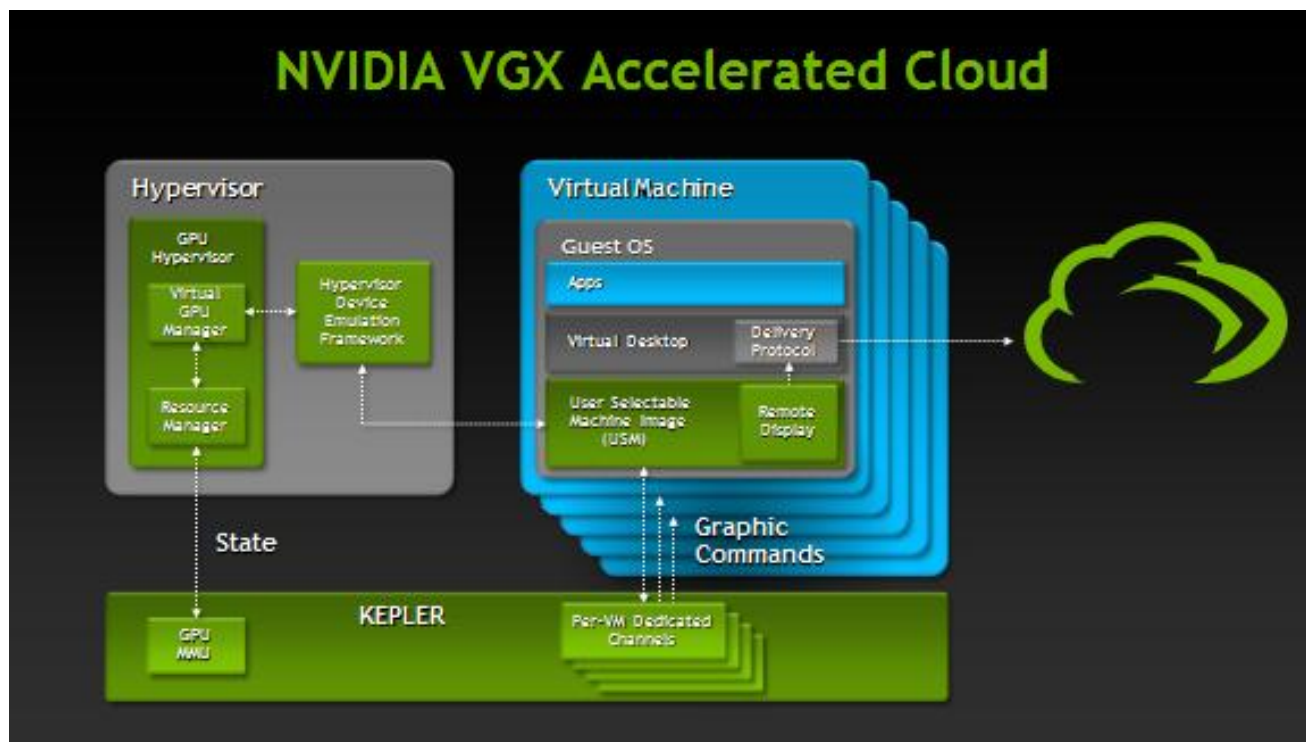 NVIDIA VGX Accelerated Cloud
Hypervisor
GPU
Hypervisor
Virtual
GPU
Manager
Resource
Manager
Hypervisor
Device
Emulation
Framework
Virtual Machine
Guest OS
Apps
Virtual Desktop
Delivery
Protocol
User Selectable
Machine Image
(USM)
Remote
Display
State
Graphic
Commands
KEPLER
GPU
MMU
Per-VM Dedicated
Channels